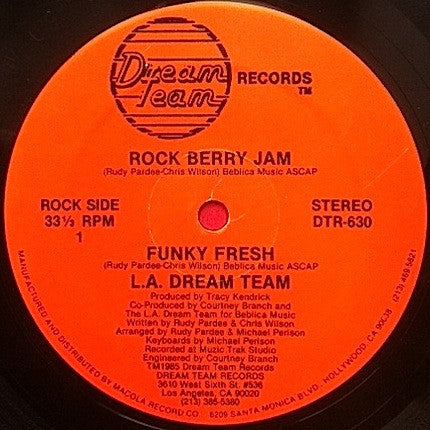 Dream
Team
RECORDS
TM
ROCK BERRY JAM
(Rudy Pardee-Chris Wilson) Beblica Music ASCAP
ROCK SIDE
33⅓ RPM
1
STEREO
DTR-630
FUNKY FRESH
(Rudy Pardee-Chris Wilson) Beblica Music ASCAP
L.A. DREAM TEAM
Produced by Tracy Kendrick
Co-Produced by Courtney Branch and
The L.A. Dream Team for Beblica Music
Written by Rudy Pardee & Chris Wilson
Arranged by Rudy Pardee & Michael Perison
Keyboards by Michael Perison
Recorded at Muzic Trak Studio
Engineered by Courtney Branch
TM1985 Dream Team Records
DREAM TEAM RECORDS
3610 West Sixth St. #536
Los Angeles, CA 90020
(213) 385-5380
MANUFACTURED AND DISTRIBUTED BY MACOLA RECORD CO. 6209 SANTA MONICA BLVD. - HOLLYWOOD, CA 90038 (213) 469-5821